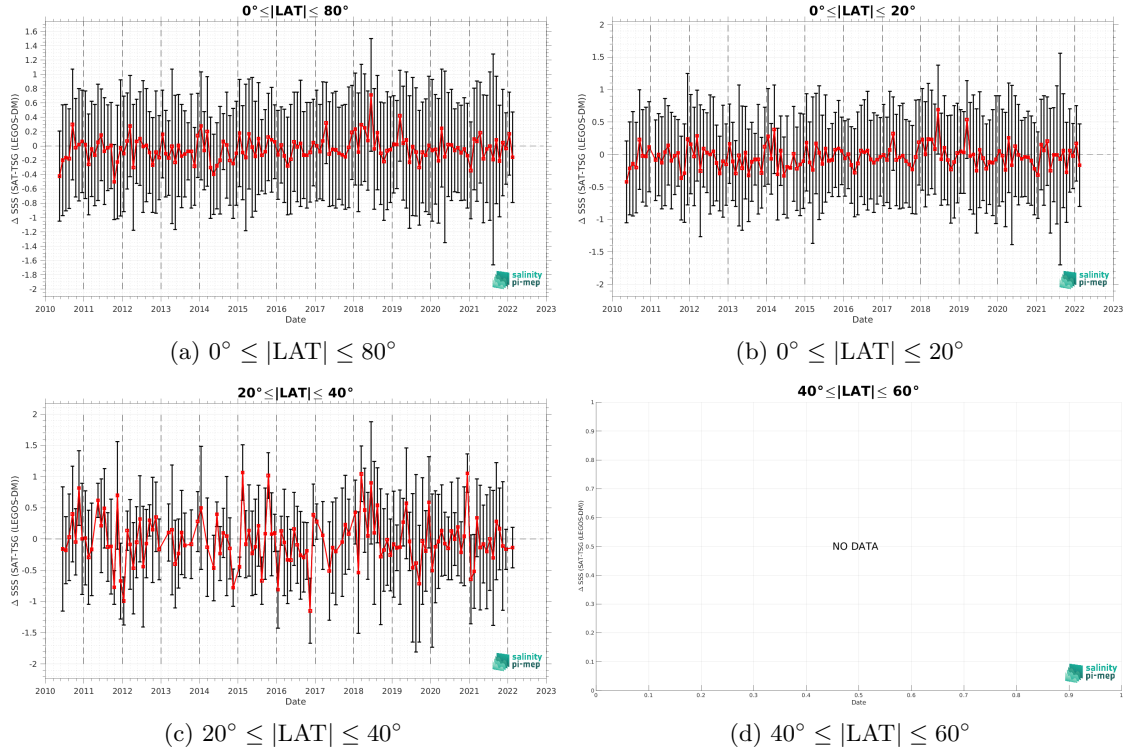 0°≤|LAT|≤ 80°
Δ SSS (SAT-TSG (LEGOS-DM))
1.6
1.4
1.2
1
0.8
0.6
0.4
0.2
0
-0.2
-0.4
-0.6
-0.8
-1
-1.2
-1.4
-1.6
-1.8
-2
2010 2011 2012 2013 2014 2015 2016 2017 2018 2019 2020 2021 2022 2023
Date
salinity
pi-mep
(a) 0° ≤ |LAT| ≤ 80°
0°≤|LAT|≤ 20°
Δ SSS (SAT-TSG (LEGOS-DM))
2
1.5
1
0.5
0
-0.5
-1
-1.5
-2
2010 2011 2012 2013 2014 2015 2016 2017 2018 2019 2020 2021 2022 2023
Date
salinity
pi-mep
(b) 0° ≤ |LAT| ≤ 20°
20°≤|LAT|≤ 40°
Δ SSS (SAT-TSG (LEGOS-DM))
2
1.5
1
0.5
0
-0.5
-1
-1.5
-2
2010 2011 2012 2013 2014 2015 2016 2017 2018 2019 2020 2021 2022 2023
Date
salinity
pi-mep
(c) 20° ≤ |LAT| ≤ 40°
40°≤|LAT|≤ 60°
Δ SSS (SAT-TSG (LEGOS-DM))
1
0.9
0.8
0.7
0.6
0.5
0.4
0.3
0.2
0.1
0
NO DATA
0 0.1 0.2 0.3 0.4 0.5 0.6 0.7 0.8 0.9 1
Date
salinity
pi-mep
(d) 40° ≤ |LAT| ≤ 60°